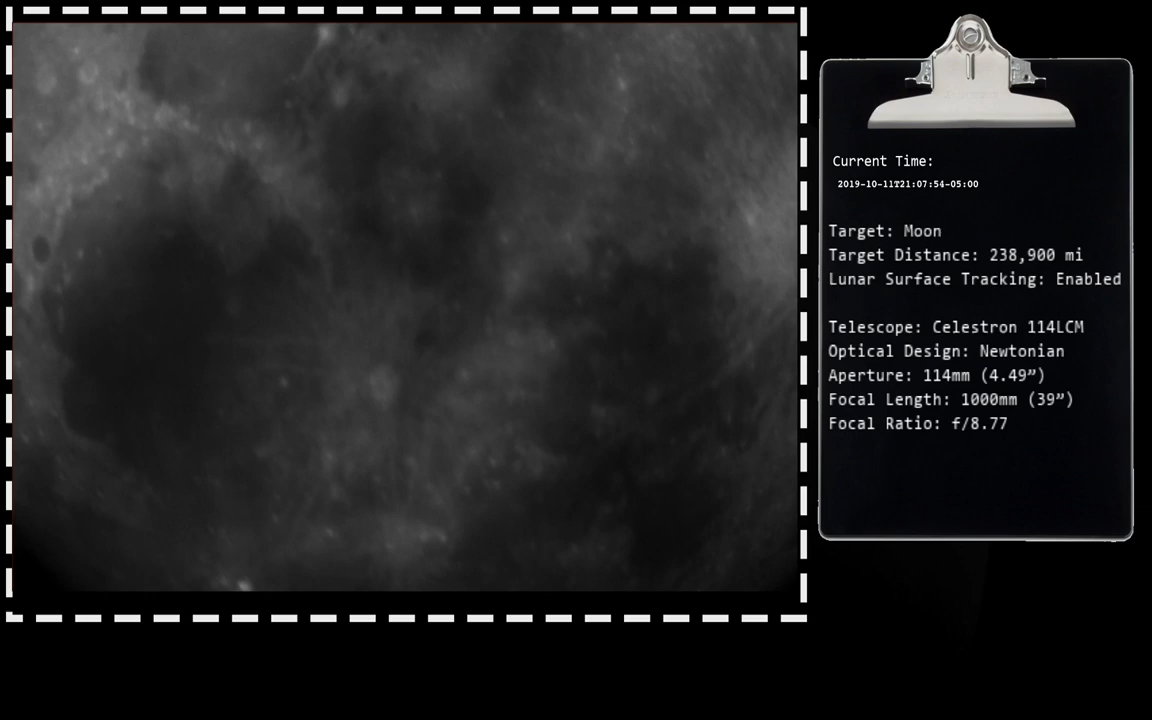 Current Time:
2019-10-11T21:07:54-05:00
Target: Moon
Target Distance: 238,900 mi
Lunar Surface Tracking: Enabled
Telescope: Celestron 114LCM
Optical Design: Newtonian
Aperture: 114mm (4.49”)
Focal Length: 1000mm (39”)
Focal Ratio: f/8.77